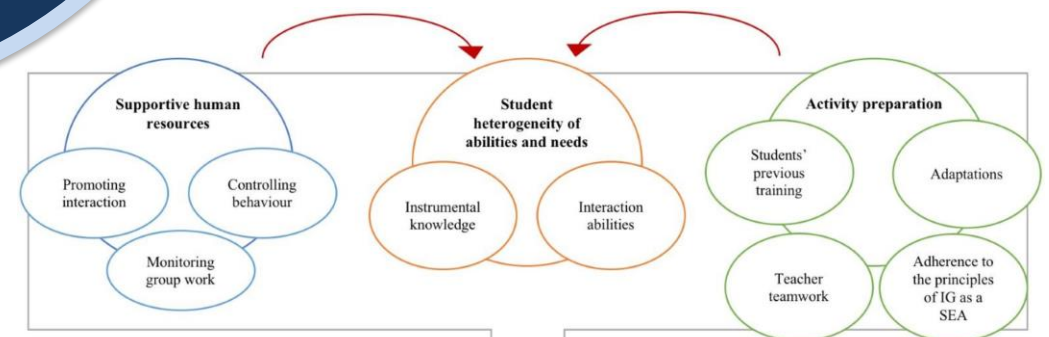 Supportive human
resources
Promoting
interaction
Controlling
behaviour
Monitoring
group work
Student
heterogeneity of
abilities and needs
Instrumental
knowledge
Interaction
abilities
Activity preparation
Students'
previous
training
Adaptations
Teacher
teamwork
Adherence to
the principles
of IG as a
SEA